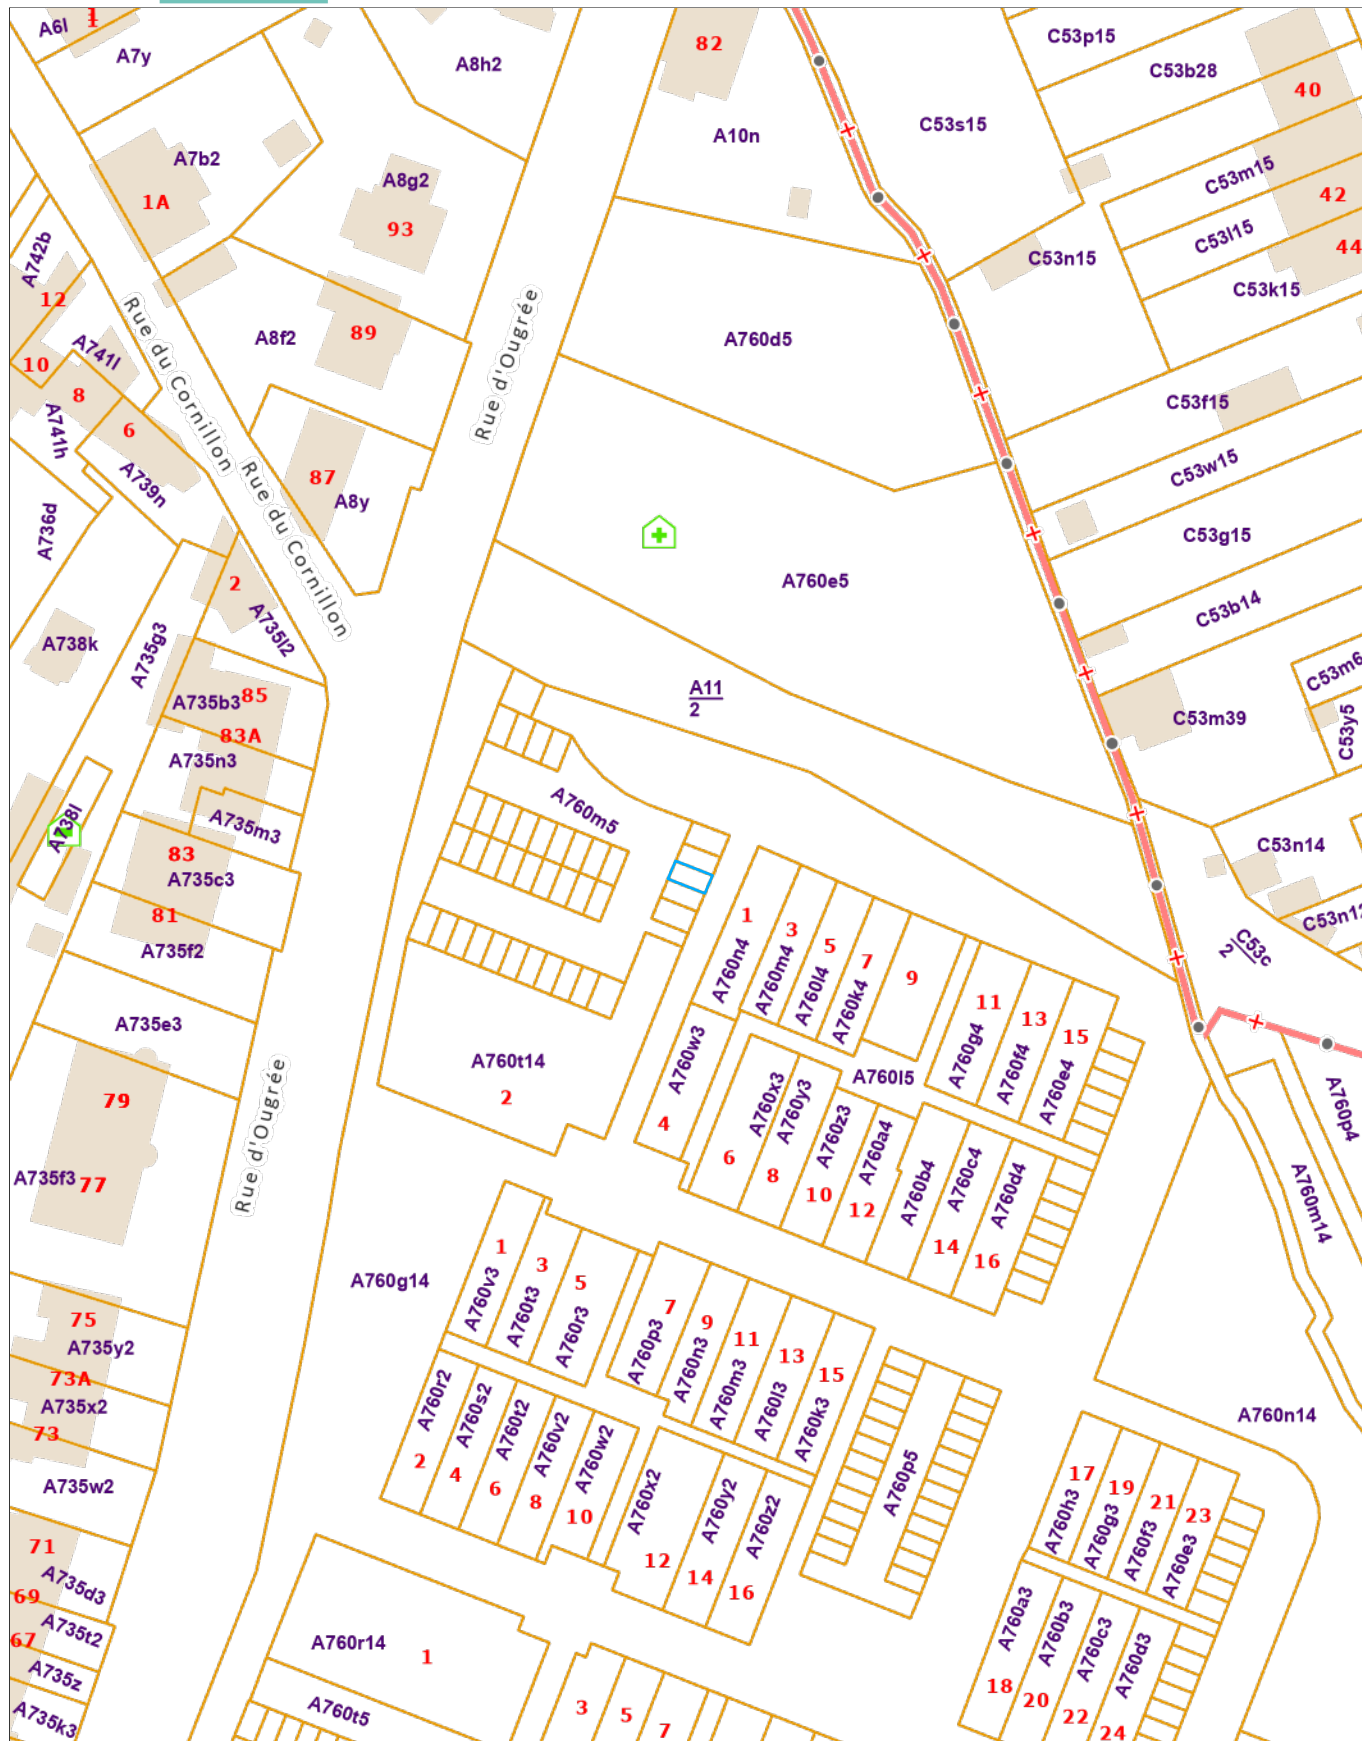 A6l
1
A7y
A8h2
82
C53p15
C53b28
40
A10n
C53s15
A7b2
1A
A8g2
93
C53m15
42
C53l15
44
C53n15
C53k15
A742b
12
A741l
10
8
A741h
6
A739n
Rue du Cornillon
A8f2
89
Rue d'Ougrée
A760d5
C53f15
C53w15
87
A8y
Rue du Cornillon
A736d
A760e5
C53g15
C53b14
2
A735l2
A738k
A735g3
A735b3
85
83A
A735n3
A735m3
A11
2
C53m6
C53m39
C53y5
A738l
83
A735c3
81
A735f2
A760m5
C53n14
C53n12
C53c
2
1
A760n4
3
A760m4
5
A760l4
7
A760k4
9
11
A760g4
13
A760f4
15
A760e4
A735e3
Rue d'Ougrée
A760t14
2
A760w3
4
A760l5
A760x3
6
A760y3
8
A760z3
10
A760a4
12
A760b4
A760c4
14
A760d4
16
A760p4
A760m14
79
A735f3
77
A760g14
1
A760v3
3
A760t3
5
A760r3
7
A760p3
9
A760n3
11
A760m3
13
A760l3
15
A760k3
75
A735y2
73A
A735x2
73
A735w2
A760r2
2
A760s2
4
A760t2
6
A760v2
8
A760w2
10
A760x2
12
A760y2
14
A760z2
16
A760p5
A760n14
17
A760h3
19
A760g3
21
A760f3
23
A760e3
71
A735d3
69
A735t2
67
A735z
A735k3
A760r14
1
A760t5
3
5
7
A760a3
18
A760b3
20
A760c3
22
A760d3
24